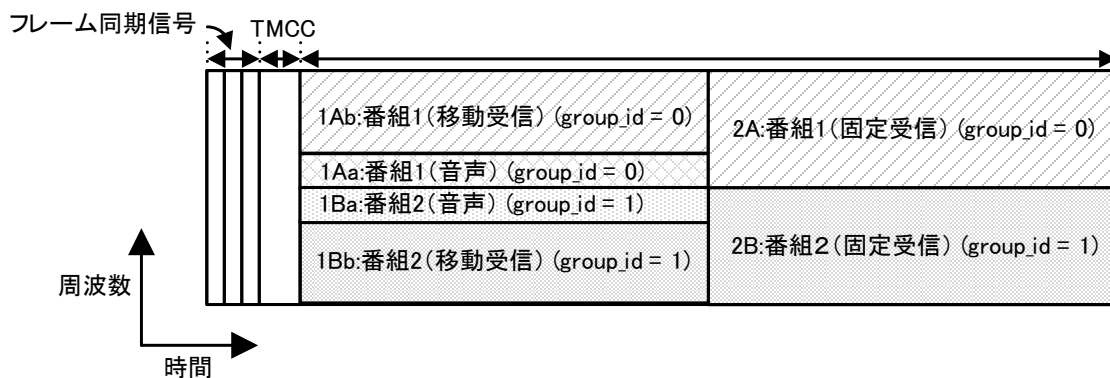 フレーム同期信号
TMCC
1Ab:番組1(移動受信) (group_id = 0)
2A:番組1(固定受信) (group_id = 0)
1Aa:番組1(音声) (group_id = 0)
1Ba:番組2(音声) (group_id = 1)
1Bb:番組2(移動受信) (group_id = 1)
2B:番組２(固定受信) (group_id = 1)
周波数
時間